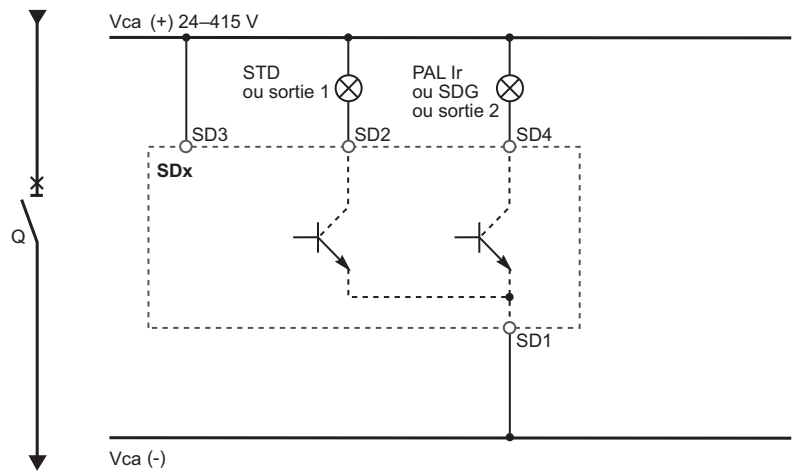 Vca (+) 24–415 V
STD
ou sortie 1
PAL Ir
ou SDG
ou sortie 2
SD3
SD2
SD4
SDx
Q
SD1
Vca (-)